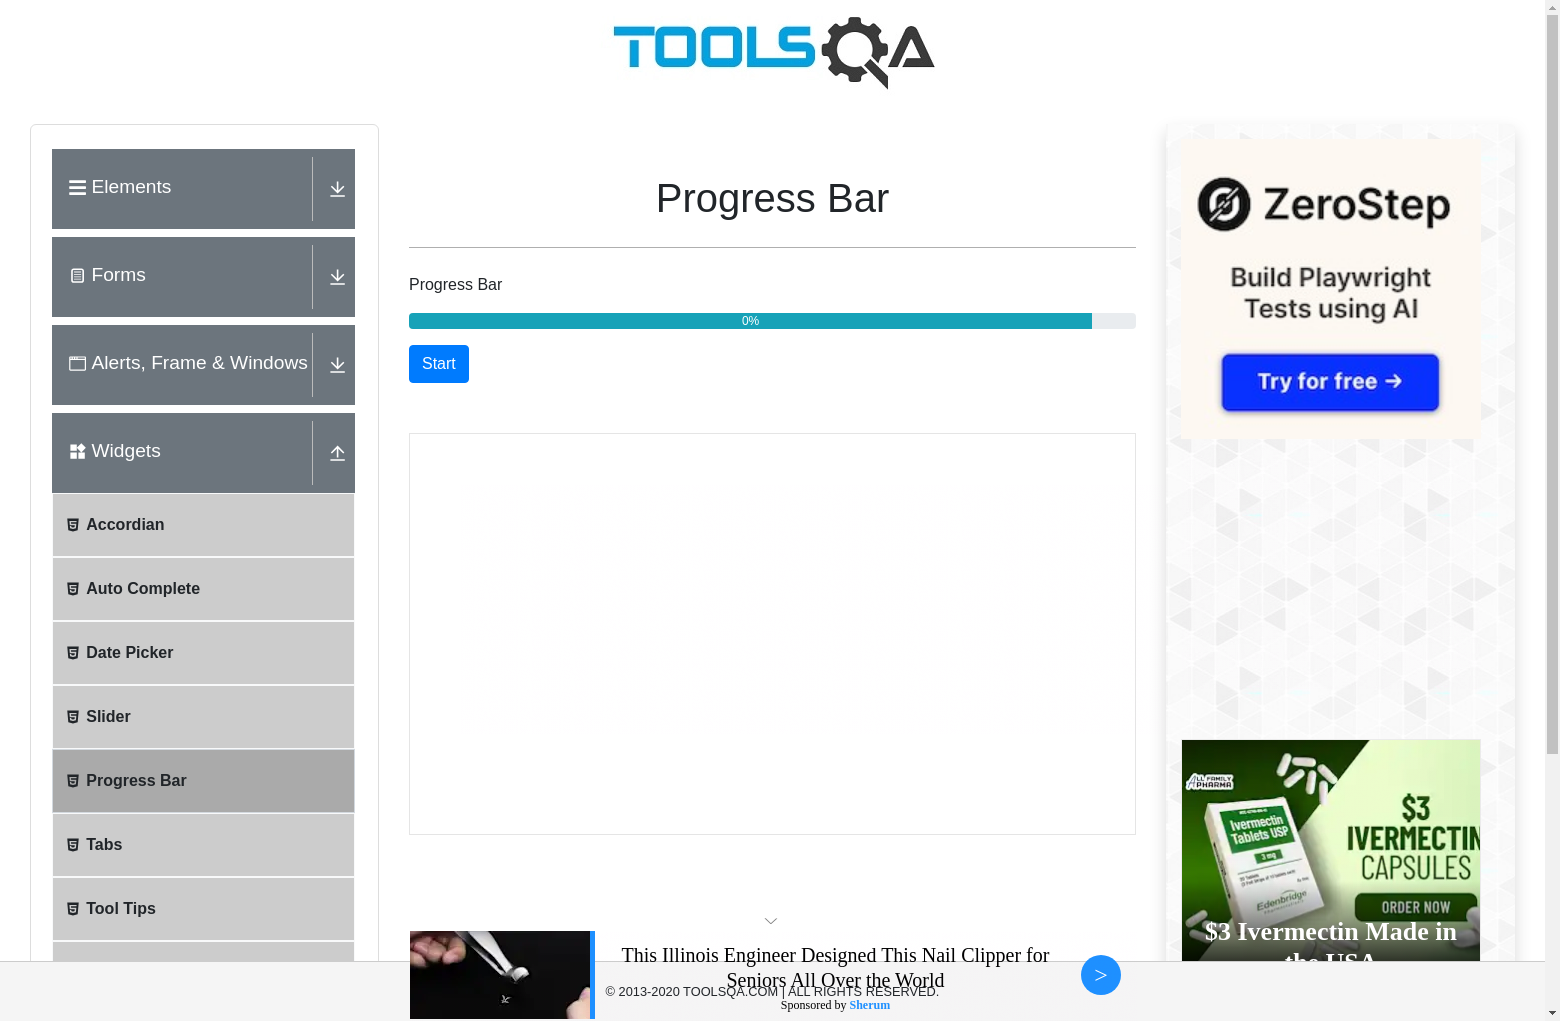 TOOLSQA
Elements
Forms
Alerts, Frame & Windows
Widgets
Accordian
Auto Complete
Date Picker
Slider
Progress Bar
Tabs
Tool Tips
Progress Bar
Progress Bar
0%
Start
ZeroStep
Build Playwright
Tests using AI
Try for free →
ALL FAMILY
PHARMA
Ivermectin
Tablets USP
3 mg
Edenbridge
$3
IVERMECTIN
CAPSULES
ORDER NOW
$3 Ivermectin Made in
the USA
This Illinois Engineer Designed This Nail Clipper for
Seniors All Over the World
>
© 2013-2020 TOOLSQA.COM | ALL RIGHTS RESERVED.
Sponsored by Sherum